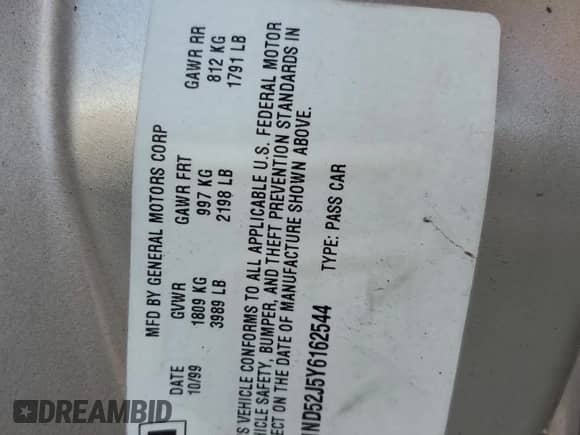 MFD BY GENERAL MOTORS CORP
DATE GVWR GAWR FRT GAWR RR
10/99 1809 KG 997 KG 812 KG
3989 LB 2198 LB 1791 LB
S VEHICLE CONFORMS TO ALL APPLICABLE U.S. FEDERAL MOTOR
HICLE SAFETY, BUMPER, AND THEFT PREVENTION STANDARDS IN
ECT ON THE DATE OF MANUFACTURE SHOWN ABOVE.
ND52J5Y6162544 TYPE: PASS CAR
DREAMBID